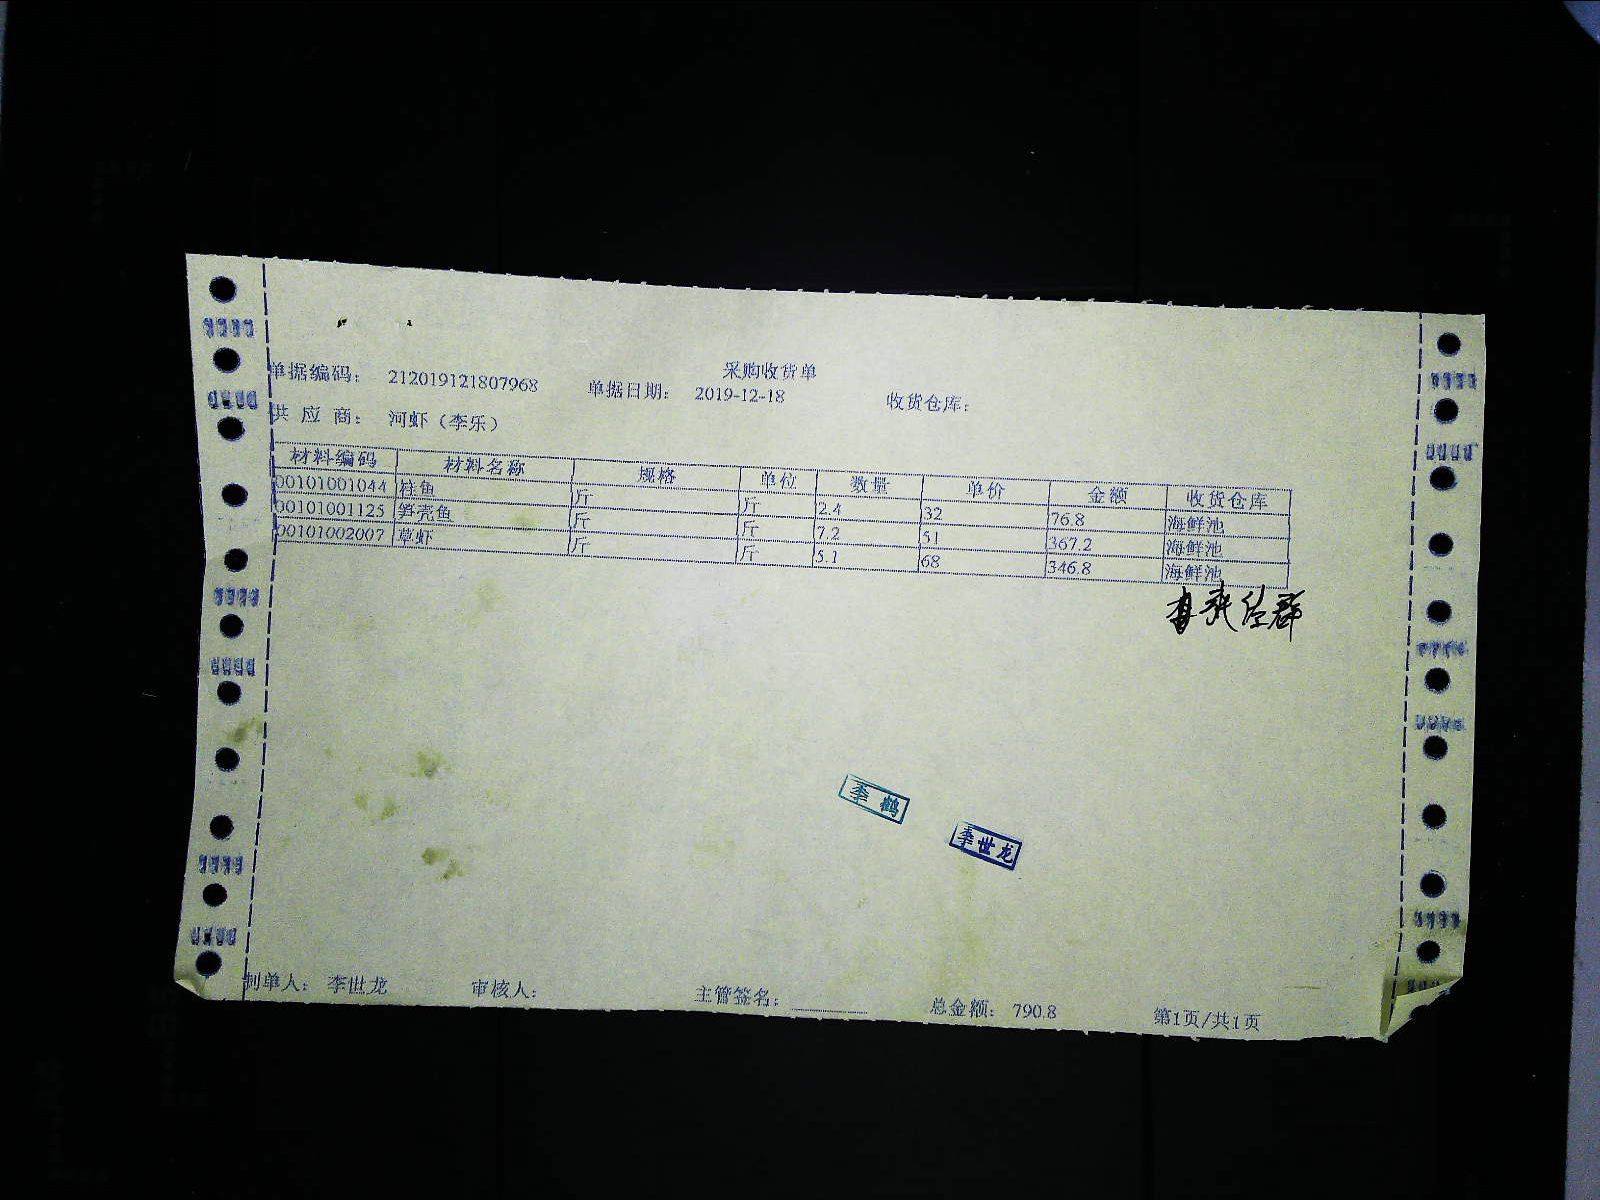 采购收货单
单据编码： 212019121807968 单据日期： 2019-12-18 收货仓库：
供 应 商： 河虾（李乐）
材料编码 材料名称 规格 单位 数量 单价 金额 收货仓库
00101001044 桂鱼 斤 斤 2.4 32 76.8 海鲜池
00101001125 笋壳鱼 斤 斤 7.2 51 367.2 海鲜池
00101002007 草虾 斤 斤 5.1 68 346.8 海鲜池
李鹤
李世龙
制单人： 李世龙 审核人： 主管签名： 总金额： 790.8 第1页/共1页